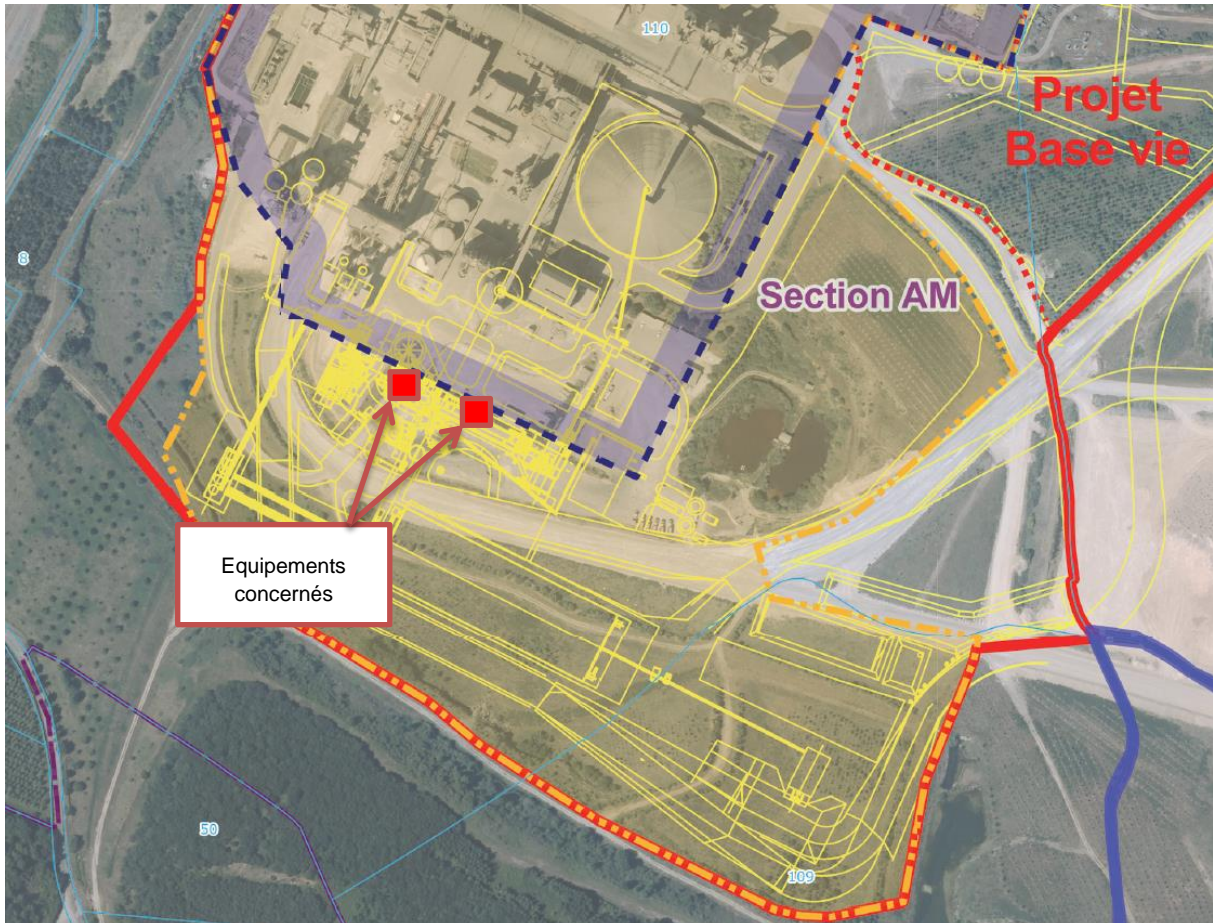 110
Projet
Base vie
8
Section AM
Equipements
concernés
50
109